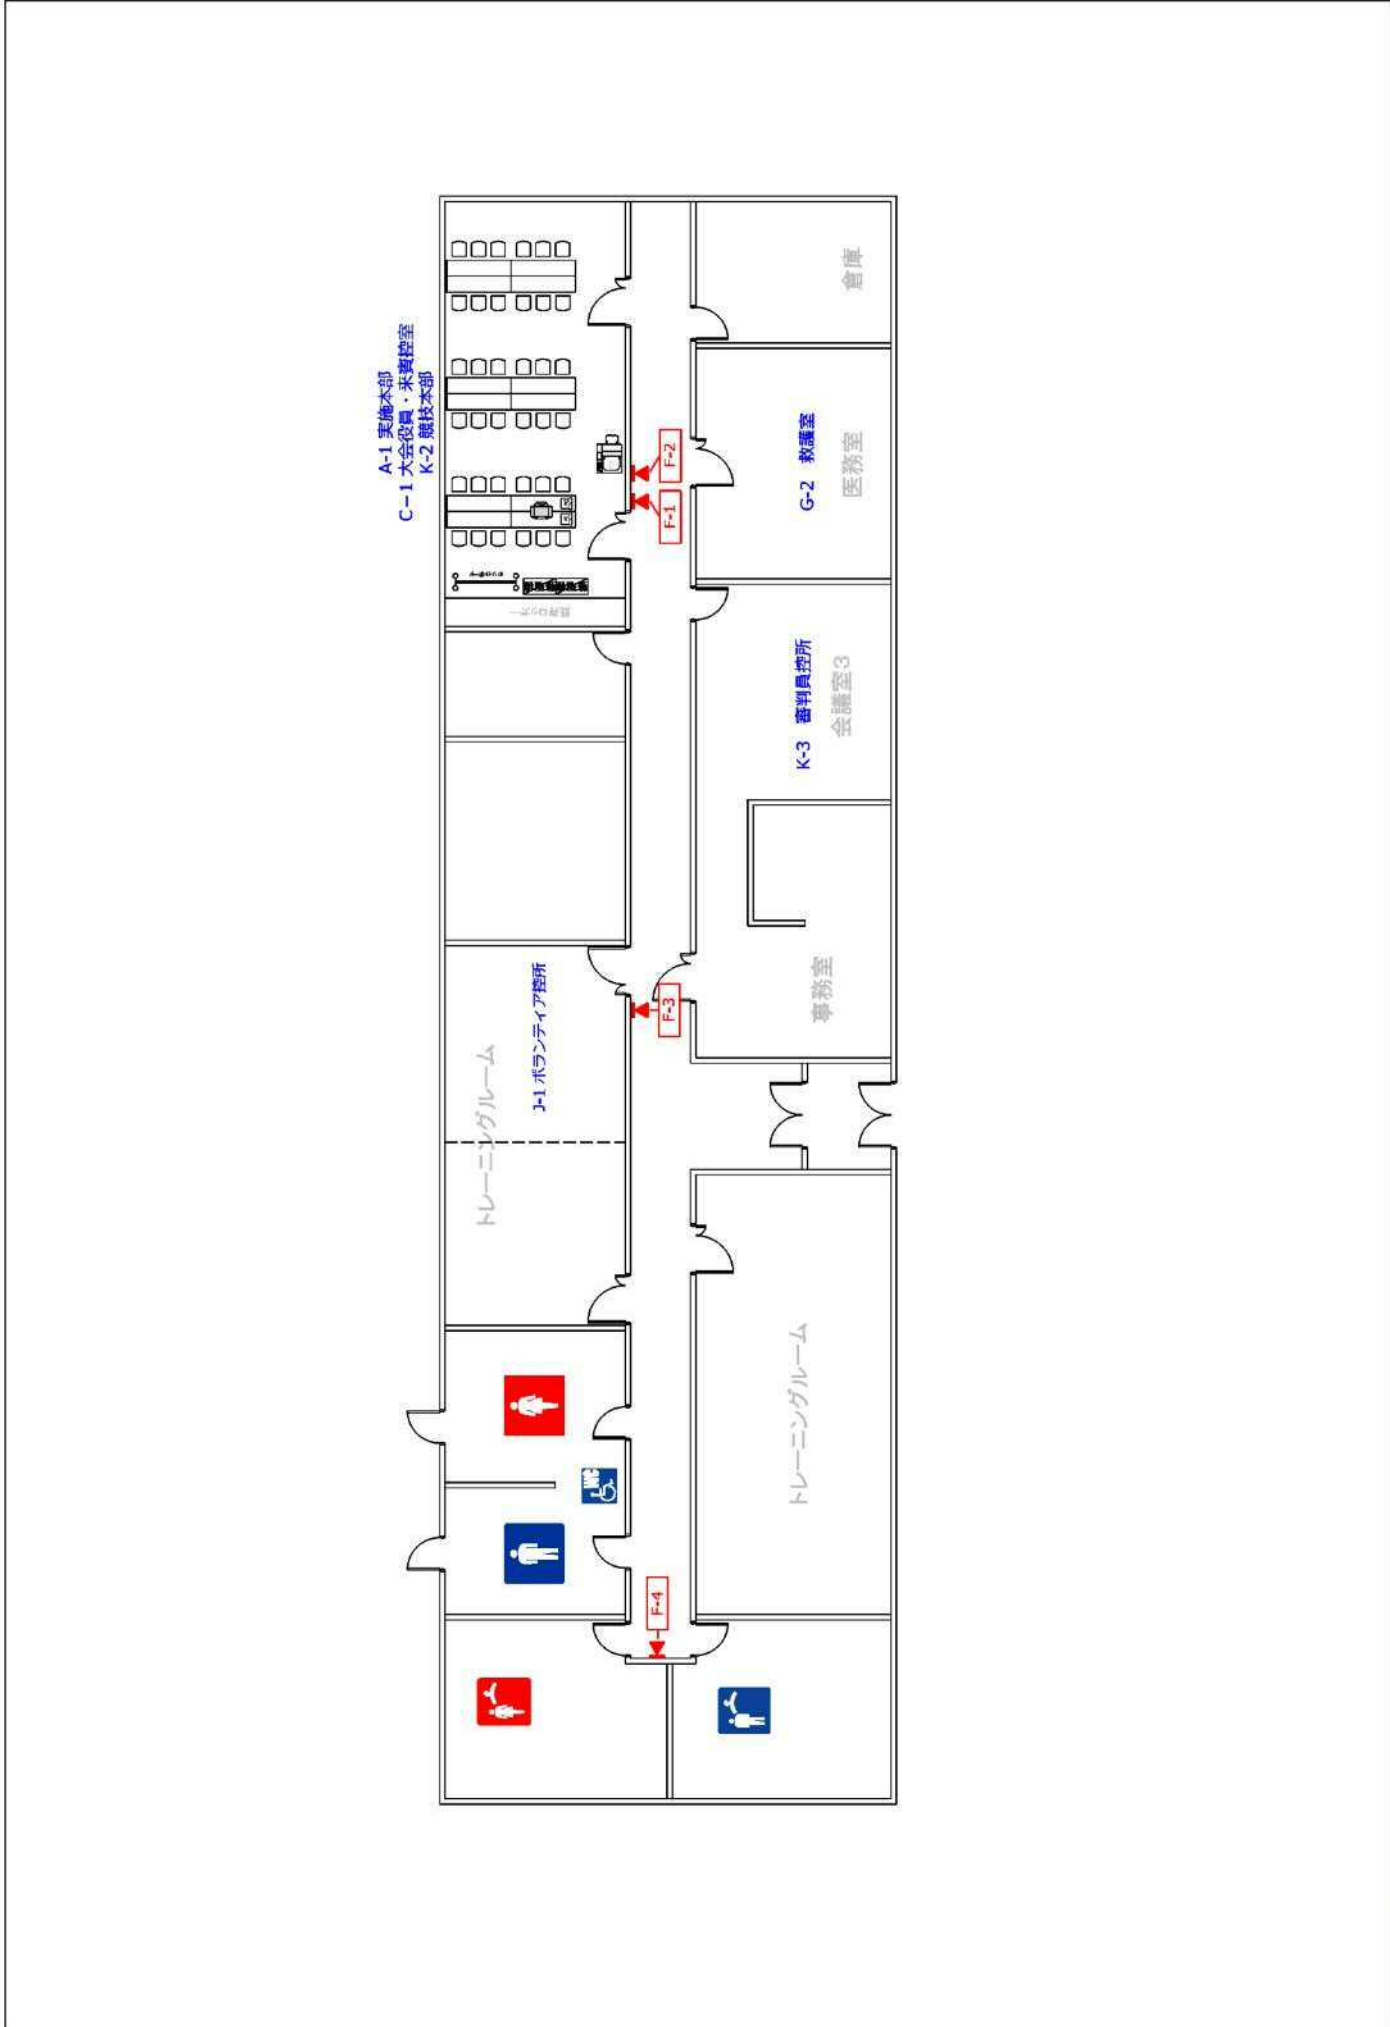 A-1 実施本部
C-1 大会役員・来賓控室
K-2 競技本部
F-1
F-2
倉庫
G-2 救護室
医務室
K-3 審判員控所
会議室3
事務室
F-3
J-1 ボランティア控所
トレーニングルーム
トレーニングルーム
WC
F-4